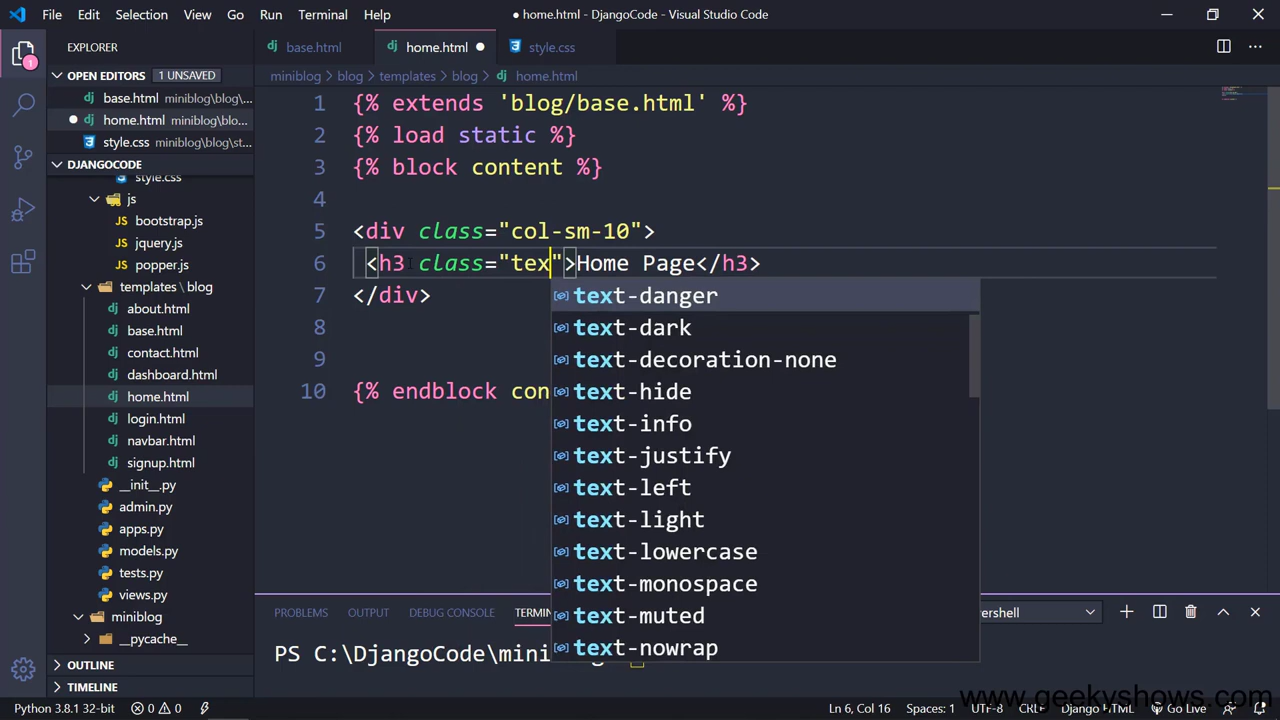 File Edit Selection View Go Run Terminal Help
● home.html - DjangoCode - Visual Studio Code
EXPLORER
base.html home.html ● style.css
OPEN EDITORS 1 UNSAVED
miniblog > blog > templates > blog > home.html
base.html miniblog\blog\...
home.html miniblog\blo...
style.css miniblog\blog\st...
DJANGOCODE
style.css
js
bootstrap.js
jquery.js
popper.js
templates \ blog
about.html
base.html
contact.html
dashboard.html
home.html
login.html
navbar.html
signup.html
__init__.py
admin.py
apps.py
models.py
tests.py
views.py
miniblog
__pycache__
OUTLINE
TIMELINE
1 {% extends 'blog/base.html' %}
2 {% load static %}
3 {% block content %}
4
5 <div class="col-sm-10">
6 <h3 class="tex">Home Page</h3>
7 </div>
8
9
10 {% endblock con
text-danger
text-dark
text-decoration-none
text-hide
text-info
text-justify
text-left
text-light
text-lowercase
text-monospace
text-muted
text-nowrap
PROBLEMS OUTPUT DEBUG CONSOLE TERMIN
ershell
PS C:\DjangoCode\mini
www.geekyshows.com
Python 3.8.1 32-bit 0 0
Ln 6, Col 16 Spaces: 1 UTF-8 CRLF Django HTML Go Live
1